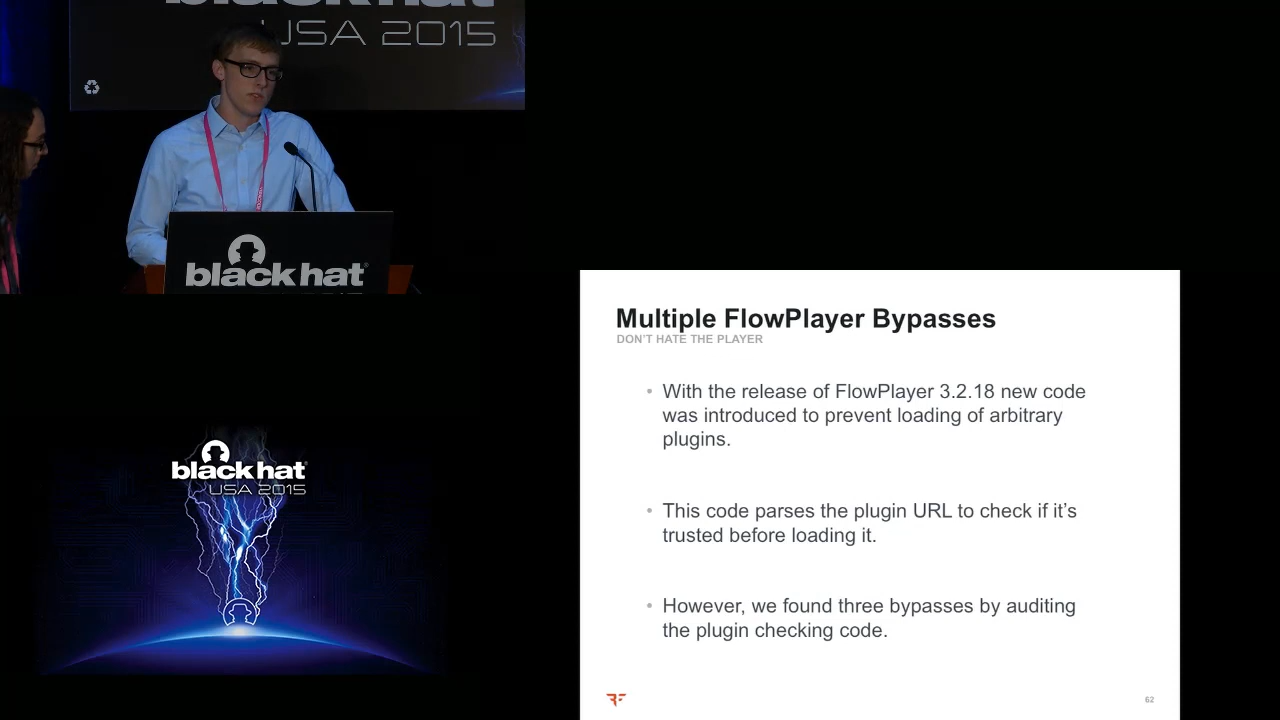 black hat
USA 2015
black hat
Multiple FlowPlayer Bypasses
DON'T HATE THE PLAYER
• With the release of FlowPlayer 3.2.18 new code
was introduced to prevent loading of arbitrary
plugins.
• This code parses the plugin URL to check if it's
trusted before loading it.
• However, we found three bypasses by auditing
the plugin checking code.
62
black hat
USA 2015